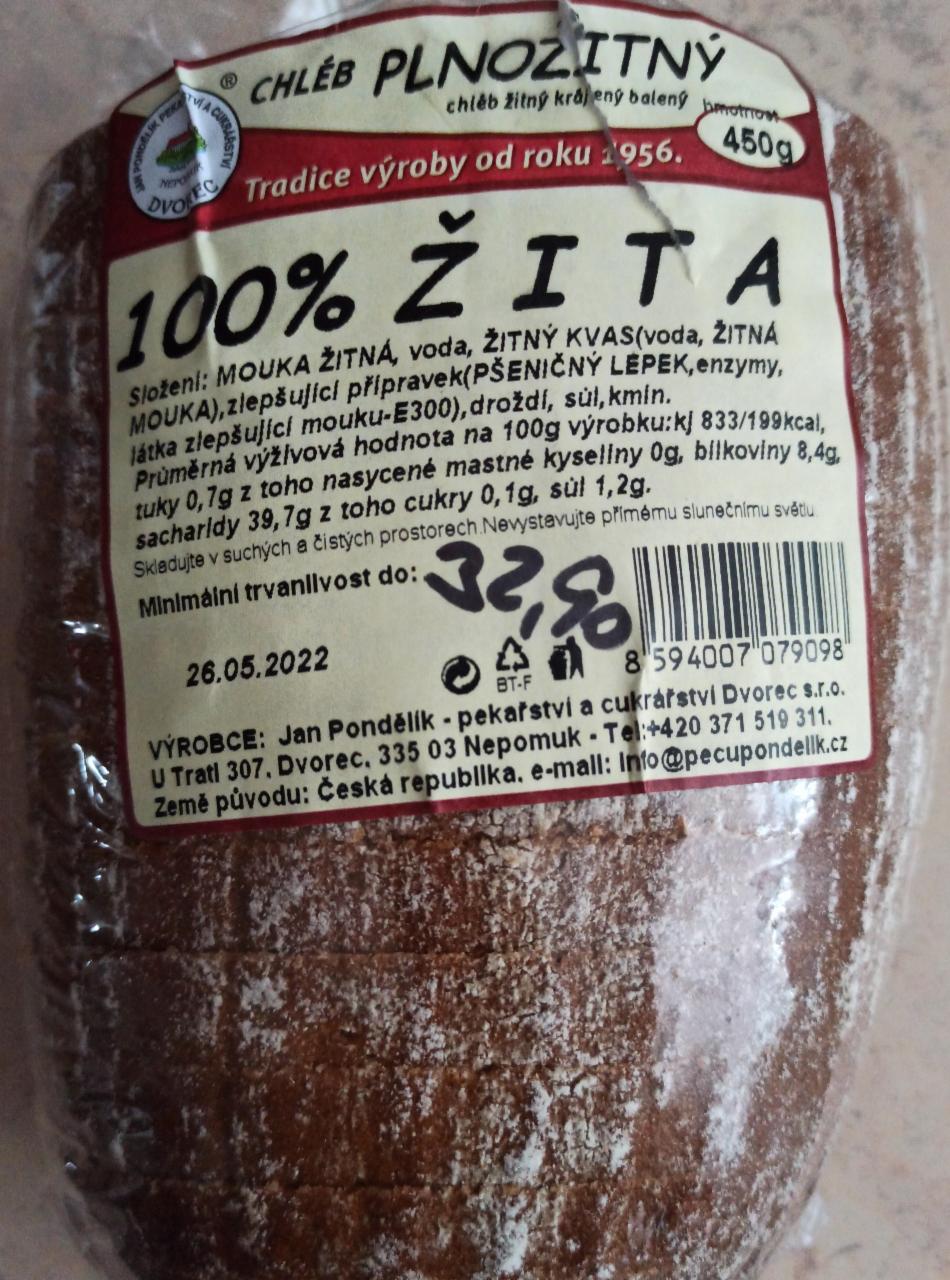 ® CHLÉB PLNOŽITNÝ
chléb žitný krájený balený
hmotnost
450g
JAN PONDĚLÍK PEKAŘSTVÍ A CUKRÁŘSTVÍ
NEPOMUK
DVOREC
Tradice výroby od roku 1956.
100% ŽITA
Složení: MOUKA ŽITNÁ, voda, ŽITNÝ KVAS(voda, ŽITNÁ
MOUKA),zlepšující přípravek(PŠENIČNÝ LEPEK,enzymy,
látka zlepšující mouku-E300),droždí, sůl,kmín.
Průměrná výživová hodnota na 100g výrobku:kj 833/199kcal,
tuky 0,7g z toho nasycené mastné kyseliny 0g, bílkoviny 8,4g,
sacharidy 39,7g z toho cukry 0,1g, sůl 1,2g.
Skladujte v suchých a čistých prostorech.Nevystavujte přímému slunečnímu světlu
Minimální trvanlivost do:
32,90
26.05.2022
BT-F
8 594007 079098
VÝROBCE: Jan Pondělík - pekařství a cukrářství Dvorec s.r.o.
U Trati 307, Dvorec, 335 03 Nepomuk - Tel:+420 371 519 311.
Země původu: Česká republika. e-mail: info@pecupondelik.cz